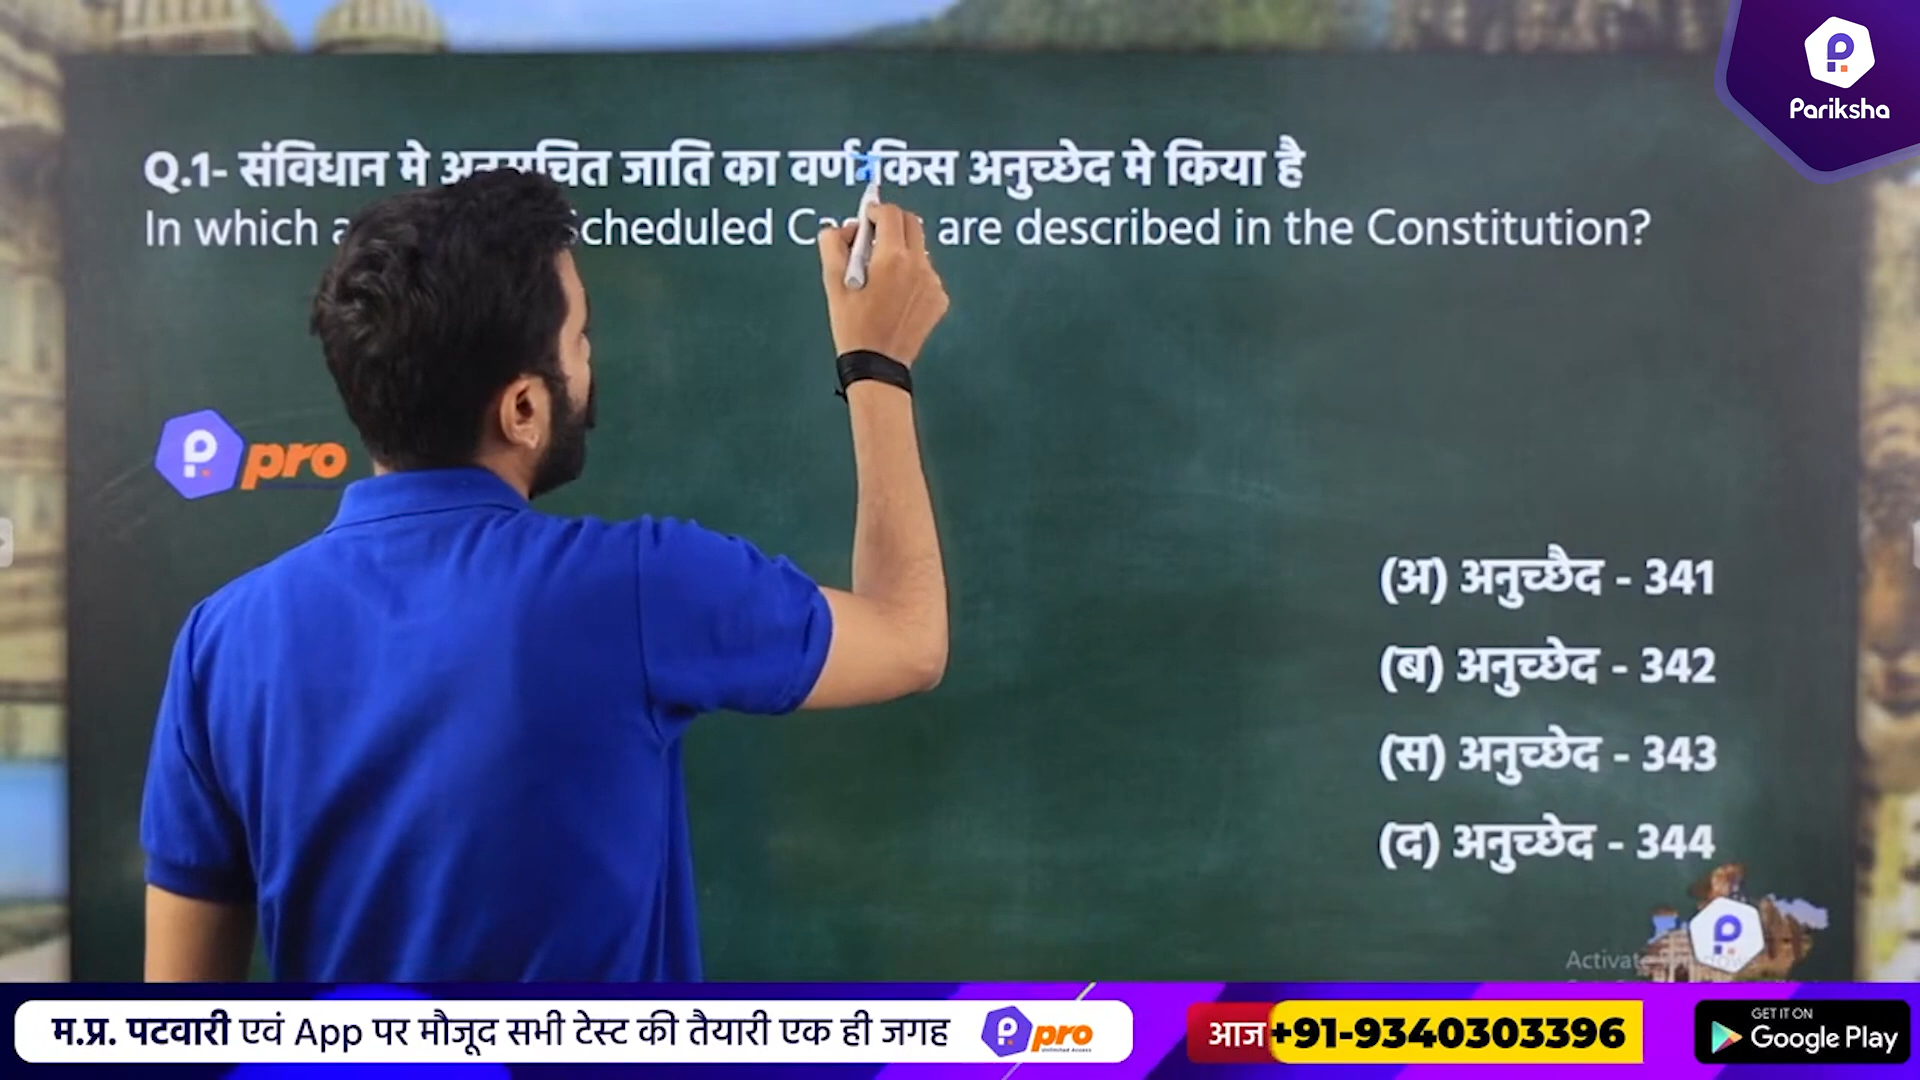 Pariksha
Q.1- संविधान मे जाति का वर्णन किस अनुच्छेद मे किया है
In which Scheduled are described in the Constitution?
pro
(अ) अनुच्छैद - 341
(ब) अनुच्छेद - 342
(स) अनुच्छेद - 343
(द) अनुच्छेद - 344
Activate
म.प्र. पटवारी एवं App पर मौजूद सभी टेस्ट की तैयारी एक ही जगह
pro
आज
+91-9340303396
GET IT ON
Google Play